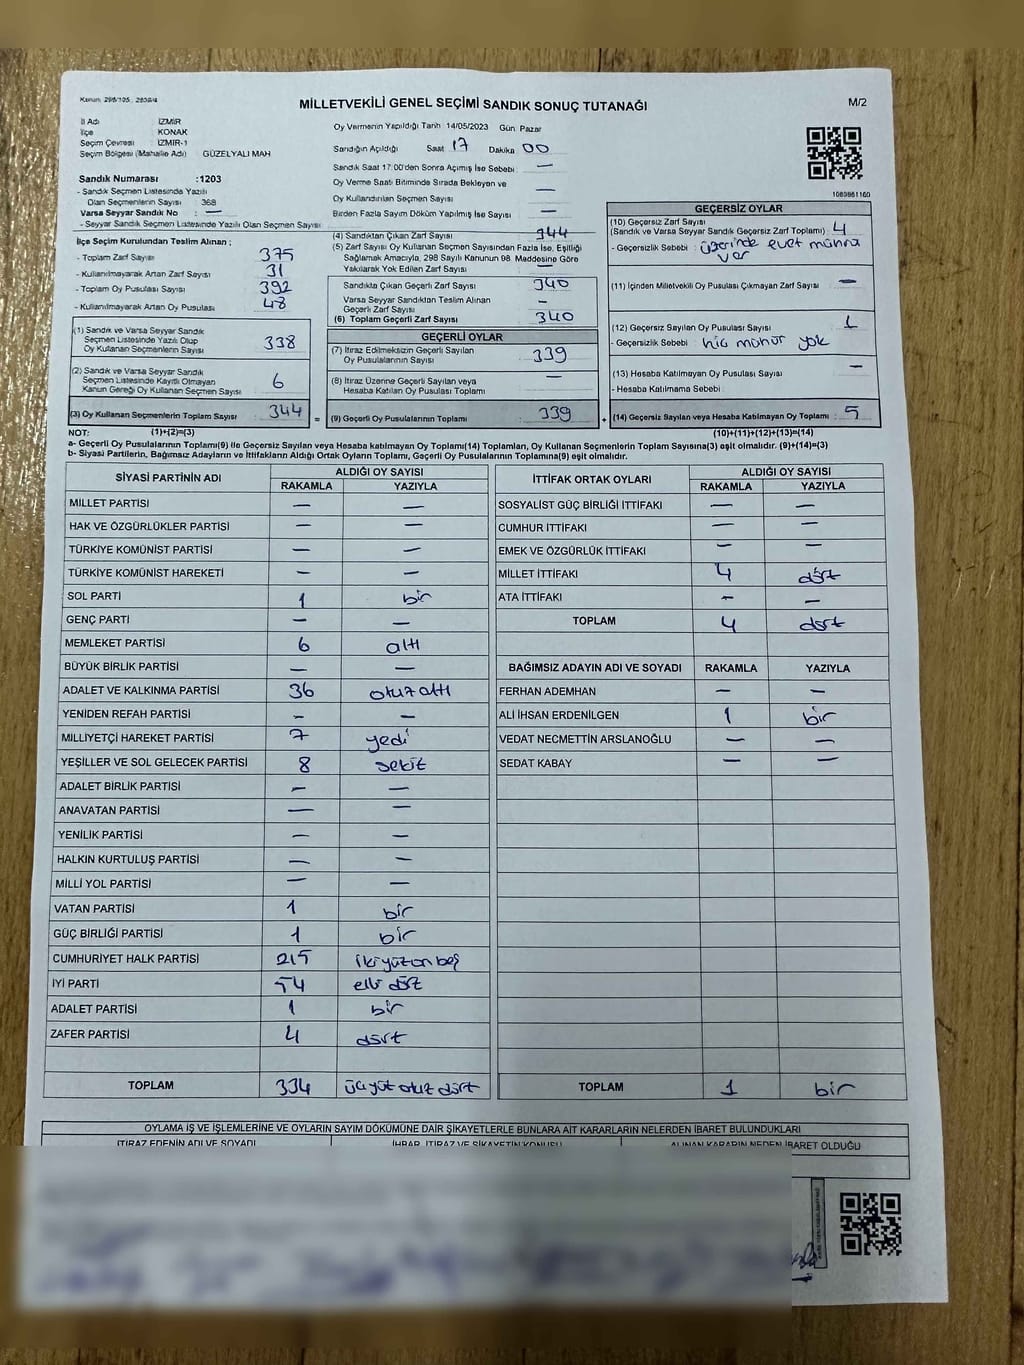 Kanun: 298/105, 2839/4
MİLLETVEKİLİ GENEL SEÇİMİ SANDIK SONUÇ TUTANAĞI
M/2
İl Adı İZMİR
İlçe KONAK
Seçim Çevresi : İZMİR-1
Seçim Bölgesi (Mahalle Adı) GÜZELYALI MAH
Sandık Numarası :1203
- Sandık Seçmen Listesinde Yazılı
Olan Seçmenlerin Sayısı : 368
Varsa Seyyar Sandık No : —
- Seyyar Sandık Seçmen Listesinde Yazılı Olan Seçmen Sayısı
Oy Vermenin Yapıldığı Tarih :14/05/2023 Gün: Pazar
Sandığın Açıldığı Saat 17 Dakika 00
Sandık Saat 17:00'den Sonra Açılmış İse Sebebi : —
Oy Verme Saati Bitiminde Sırada Bekleyen ve
Oy Kullandırılan Seçmen Sayısı —
Birden Fazla Sayım Döküm Yapılmış İse Sayısı —
1080861160
İlçe Seçim Kurulundan Teslim Alınan ;
- Toplam Zarf Sayısı 375
- Kullanılmayarak Artan Zarf Sayısı 31
- Toplam Oy Pusulası Sayısı 392
- Kullanılmayarak Artan Oy Pusulası 48
(1) Sandık ve Varsa Seyyar Sandık
Seçmen Listesinde Yazılı Olup
Oy Kullanan Seçmenlerin Sayısı 338
(2) Sandık ve Varsa Seyyar Sandık
Seçmen Listesinde Kayıtlı Olmayan
Kanun Gereği Oy Kullanan Seçmen Sayısı 6
(3) Oy Kullanan Seçmenlerin Toplam Sayısı 344 =
(4) Sandıktan Çıkan Zarf Sayısı 344
(5) Zarf Sayısı Oy Kullanan Seçmen Sayısından Fazla İse, Eşitliği
Sağlamak Amacıyla, 298 Sayılı Kanunun 98. Maddesine Göre
Yakılarak Yok Edilen Zarf Sayısı —
Sandıkta Çıkan Geçerli Zarf Sayısı 340
Varsa Seyyar Sandıktan Teslim Alınan
Geçerli Zarf Sayısı —
(6) Toplam Geçerli Zarf Sayısı 340
GEÇERLİ OYLAR
(7) İtiraz Edilmeksizin Geçerli Sayılan
Oy Pusulalarının Sayısı 339
(8) İtiraz Üzerine Geçerli Sayılan veya
Hesaba Katılan Oy Pusulaları Toplamı —
(9) Geçerli Oy Pusulalarının Toplamı : 339 +
GEÇERSİZ OYLAR
(10) Geçersiz Zarf Sayısı
(Sandık ve Varsa Seyyar Sandık Geçersiz Zarf Toplamı) : 4
- Geçersizlik Sebebi : üzerinde evet mührü
var
(11) İçinden Milletvekili Oy Pusulası Çıkmayan Zarf Sayısı : —
(12) Geçersiz Sayılan Oy Pusulası Sayısı : 1
- Geçersizlik Sebebi : hiç mühür yok
(13) Hesaba Katılmayan Oy Pusulası Sayısı : —
- Hesaba Katılmama Sebebi :
(14) Geçersiz Sayılan veya Hesaba Katılmayan Oy Toplamı : 5
NOT: (1)+(2)=(3) (10)+(11)+(12)+(13)=(14)
a- Geçerli Oy Pusulalarının Toplamı(9) ile Geçersiz Sayılan veya Hesaba katılmayan Oy Toplamı(14) Toplamları, Oy Kullanan Seçmenlerin Toplam Sayısına(3) eşit olmalıdır. (9)+(14)=(3)
b- Siyasi Partilerin, Bağımsız Adayların ve İttifakların Aldığı Ortak Oyların Toplamı, Geçerli Oy Pusulalarının Toplamına(9) eşit olmalıdır.
SİYASİ PARTİNİN ADI ALDIĞI OY SAYISI
RAKAMLA YAZIYLA
MİLLET PARTİSİ — —
HAK VE ÖZGÜRLÜKLER PARTİSİ — —
TÜRKİYE KOMÜNİST PARTİSİ — —
TÜRKİYE KOMÜNİST HAREKETİ — —
SOL PARTİ 1 bir
GENÇ PARTİ — —
MEMLEKET PARTİSİ 6 altı
BÜYÜK BİRLİK PARTİSİ — —
ADALET VE KALKINMA PARTİSİ 36 otuz altı
YENİDEN REFAH PARTİSİ — —
MİLLİYETÇİ HAREKET PARTİSİ 7 yedi
YEŞİLLER VE SOL GELECEK PARTİSİ 8 sekiz
ADALET BİRLİK PARTİSİ — —
ANAVATAN PARTİSİ — —
YENİLİK PARTİSİ — —
HALKIN KURTULUŞ PARTİSİ — —
MİLLİ YOL PARTİSİ — —
VATAN PARTİSİ 1 bir
GÜÇ BİRLİĞİ PARTİSİ 1 bir
CUMHURİYET HALK PARTİSİ 215 iki yüz on beş
İYİ PARTİ 54 elli dört
ADALET PARTİSİ 1 bir
ZAFER PARTİSİ 4 dört
TOPLAM 334 üç yüz otuz dört
İTTİFAK ORTAK OYLARI ALDIĞI OY SAYISI
RAKAMLA YAZIYLA
SOSYALİST GÜÇ BİRLİĞİ İTTİFAKI — —
CUMHUR İTTİFAKI — —
EMEK VE ÖZGÜRLÜK İTTİFAKI — —
MİLLET İTTİFAKI 4 dört
ATA İTTİFAKI — —
TOPLAM 4 dört
BAĞIMSIZ ADAYIN ADI VE SOYADI RAKAMLA YAZIYLA
FERHAN ADEMHAN — —
ALİ İHSAN ERDENİLGEN 1 bir
VEDAT NECMETTİN ARSLANOĞLU — —
SEDAT KABAY — —
TOPLAM 1 bir
OYLAMA İŞ VE İŞLEMLERİNE VE OYLARIN SAYIM DÖKÜMÜNE DAİR ŞİKAYETLERLE BUNLARA AİT KARARLARIN NELERDEN İBARET BULUNDUKLARI
İTİRAZ EDENİN ADI VE SOYADI İHBAR, İTİRAZ VE ŞİKAYETİN KONUSU ALINAN KARARIN NEDEN İBARET OLDUĞU